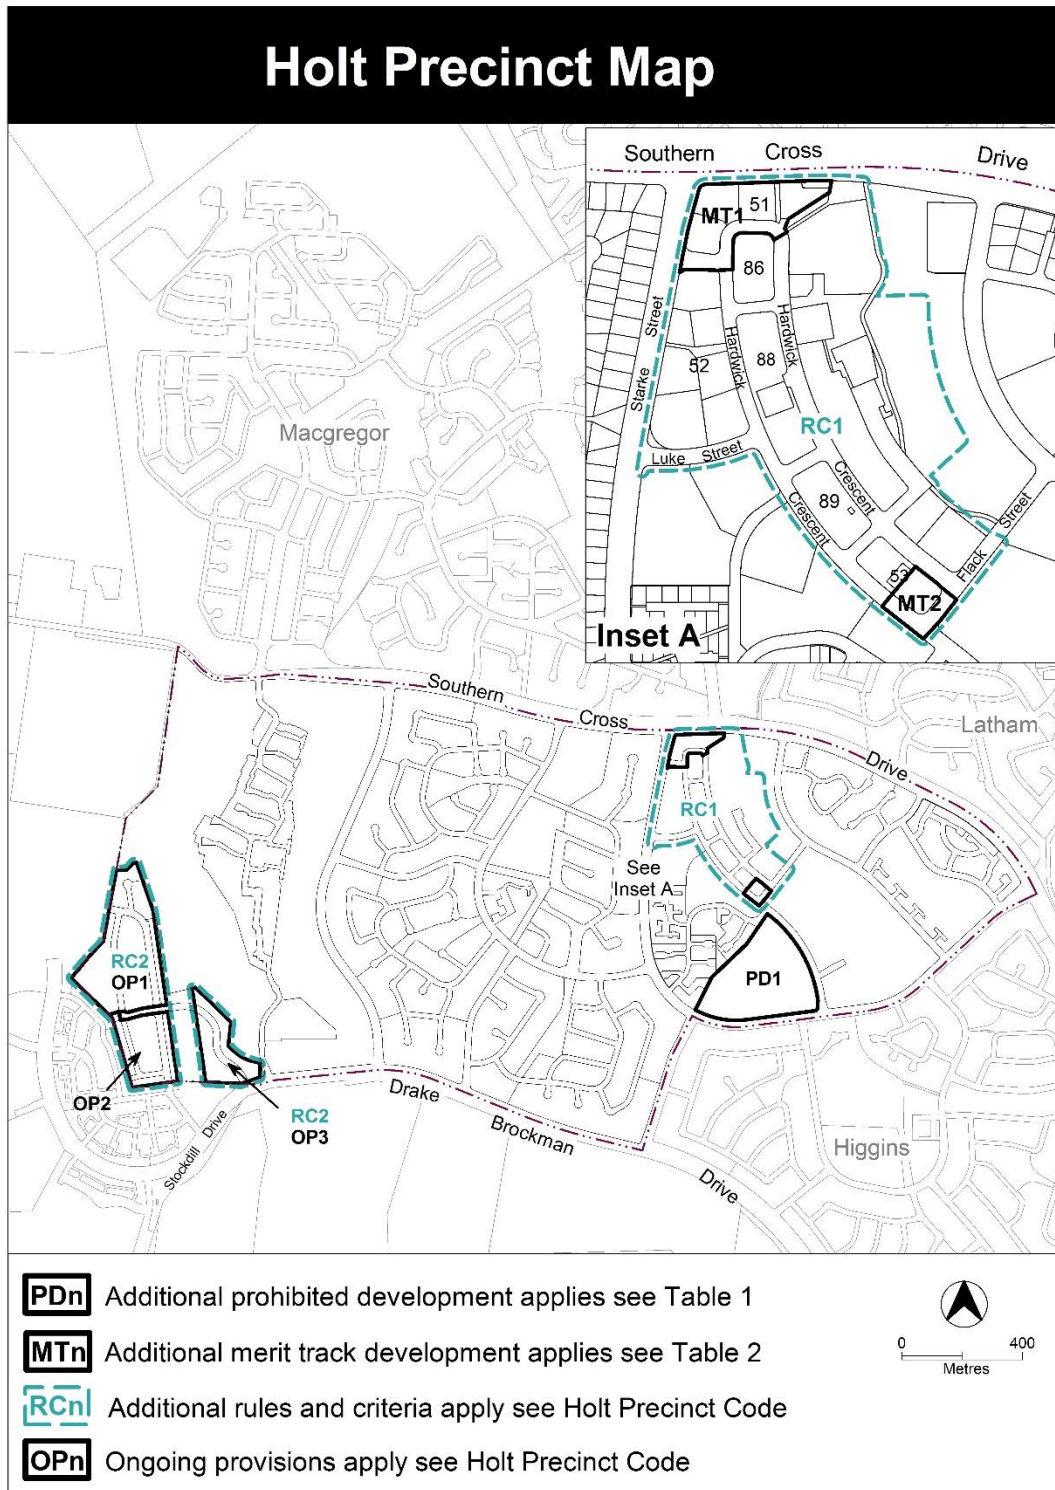 Holt Precinct Map
Southern Cross Drive
MT1
51
86
Starke Street
52
Hardwick
Hardwick
88
RC1
Luke Street
Crescent
89
Crescent
Flack Street
53
MT2
Inset A
Macgregor
Southern Cross Drive
Latham
RC1
See
Inset A
PD1
RC2
OP1
OP2
RC2
OP3
Stockdill Drive
Drake Brockman Drive
Higgins
PDn Additional prohibited development applies see Table 1
MTn Additional merit track development applies see Table 2
RCn Additional rules and criteria apply see Holt Precinct Code
OPn Ongoing provisions apply see Holt Precinct Code
0 400
Metres